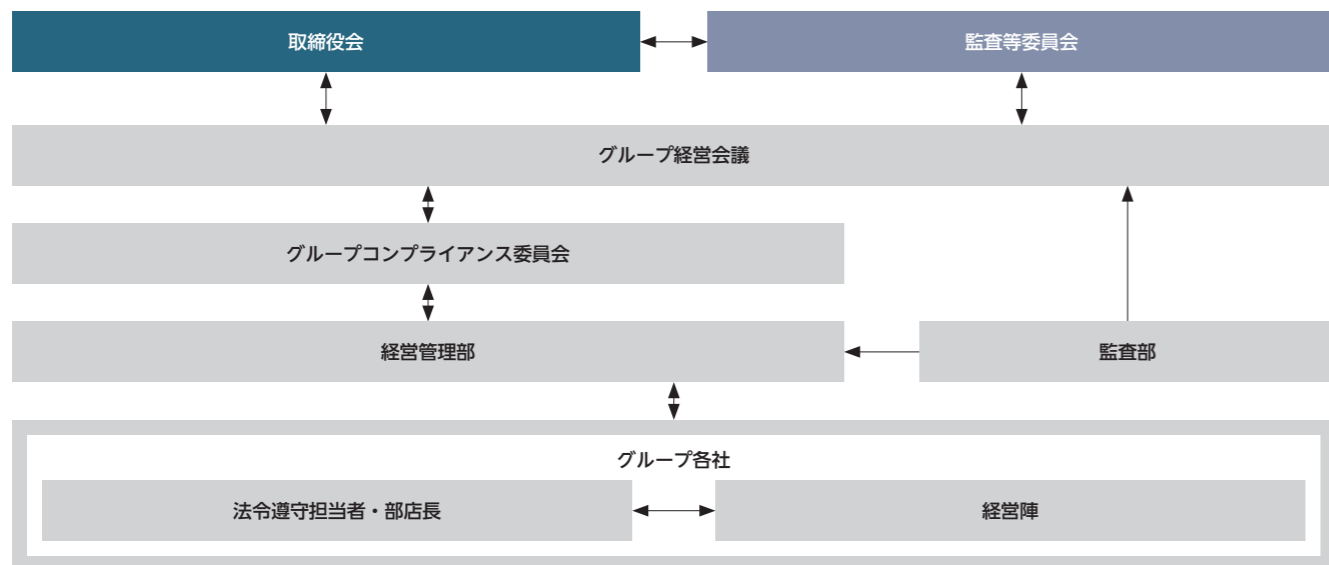 取締役会
監査等委員会
グループ経営会議
グループコンプライアンス委員会
経営管理部
監査部
グループ各社
法令遵守担当者・部店長
経営陣